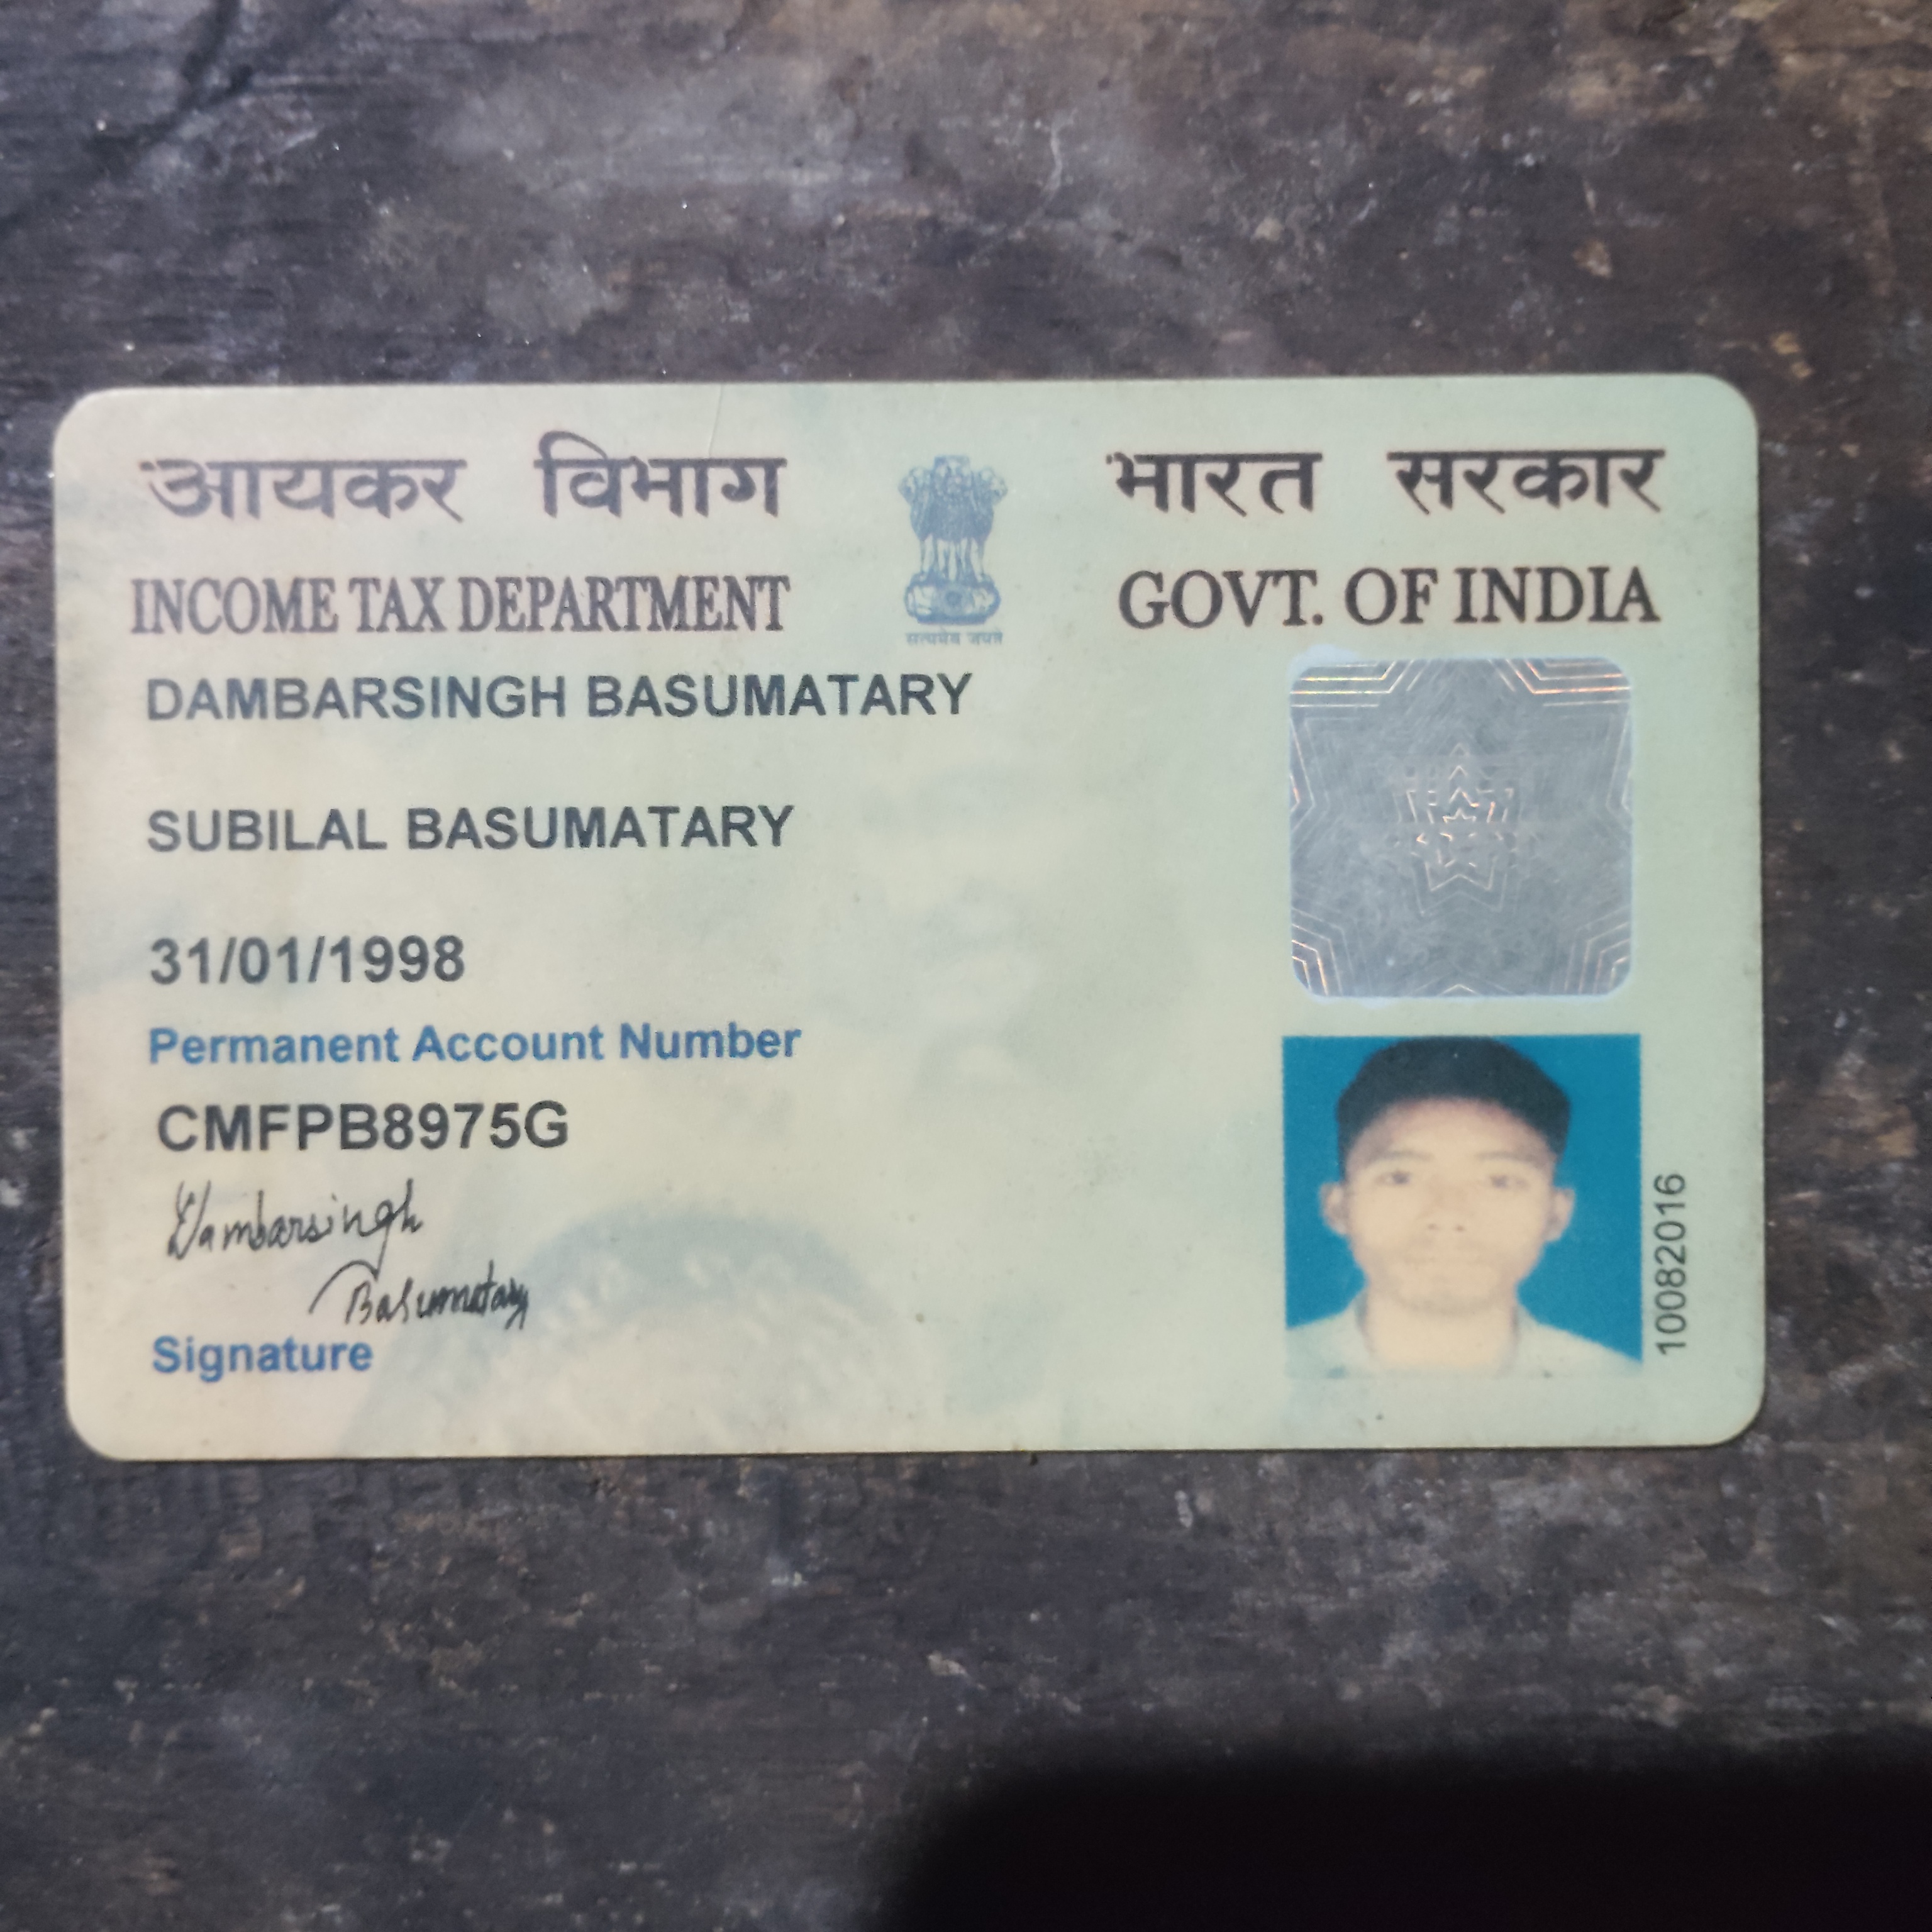 आयकर विभाग
INCOME TAX DEPARTMENT
सत्यमेव जयते
भारत सरकार
GOVT. OF INDIA
DAMBARSINGH BASUMATARY
SUBILAL BASUMATARY
31/01/1998
Permanent Account Number
CMFPB8975G
Dambarsingh
Basumatary
Signature
10082016